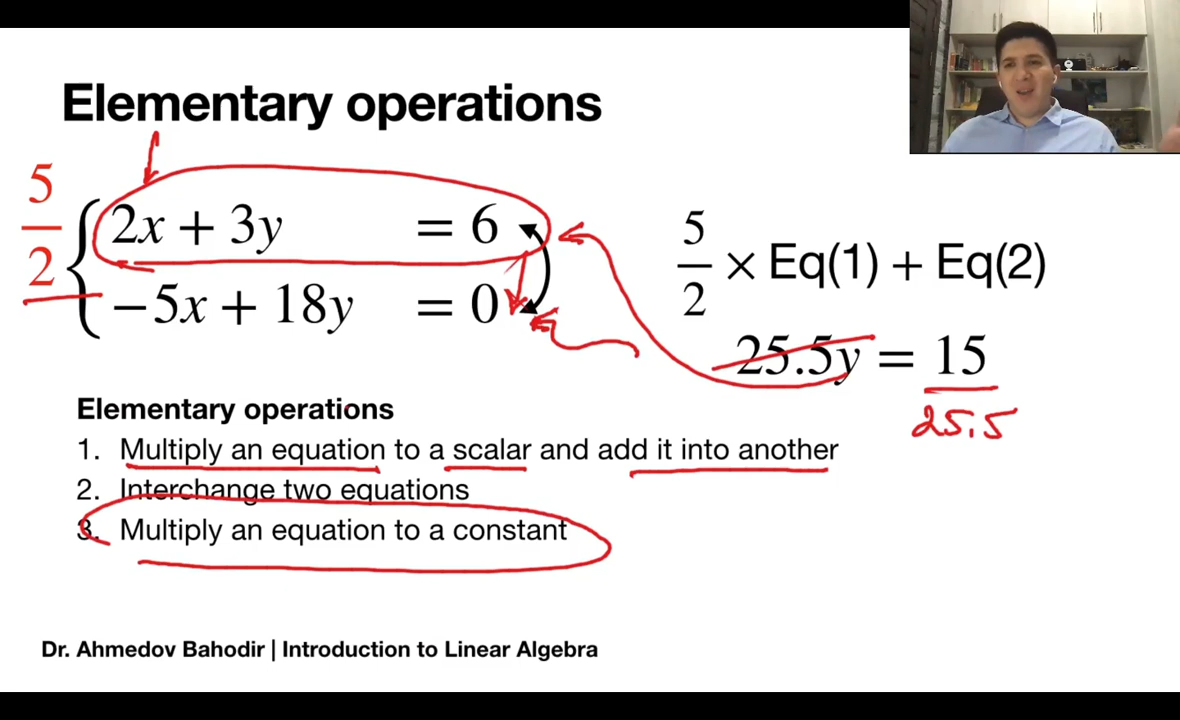 Elementary operations
5/2
2x + 3y = 6
−5x + 18y = 0
5/2 × Eq(1) + Eq(2)
25.5y = 15
25.5
Elementary operations
1. Multiply an equation to a scalar and add it into another
2. Interchange two equations
3. Multiply an equation to a constant
Dr. Ahmedov Bahodir | Introduction to Linear Algebra